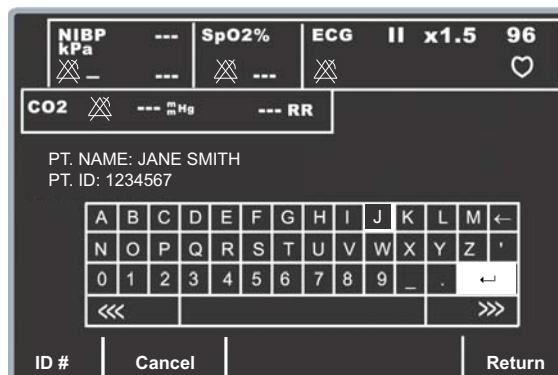 NIBP --- SpO2% ECG II x1.5 96
kPa
– --- ---
CO2 --- mmHg --- RR
PT. NAME: JANE SMITH
PT. ID: 1234567
A B C D E F G H I J K L M ←
N O P Q R S T U V W X Y Z '
0 1 2 3 4 5 6 7 8 9 _ . ↵
<<< >>>
ID # Cancel Return